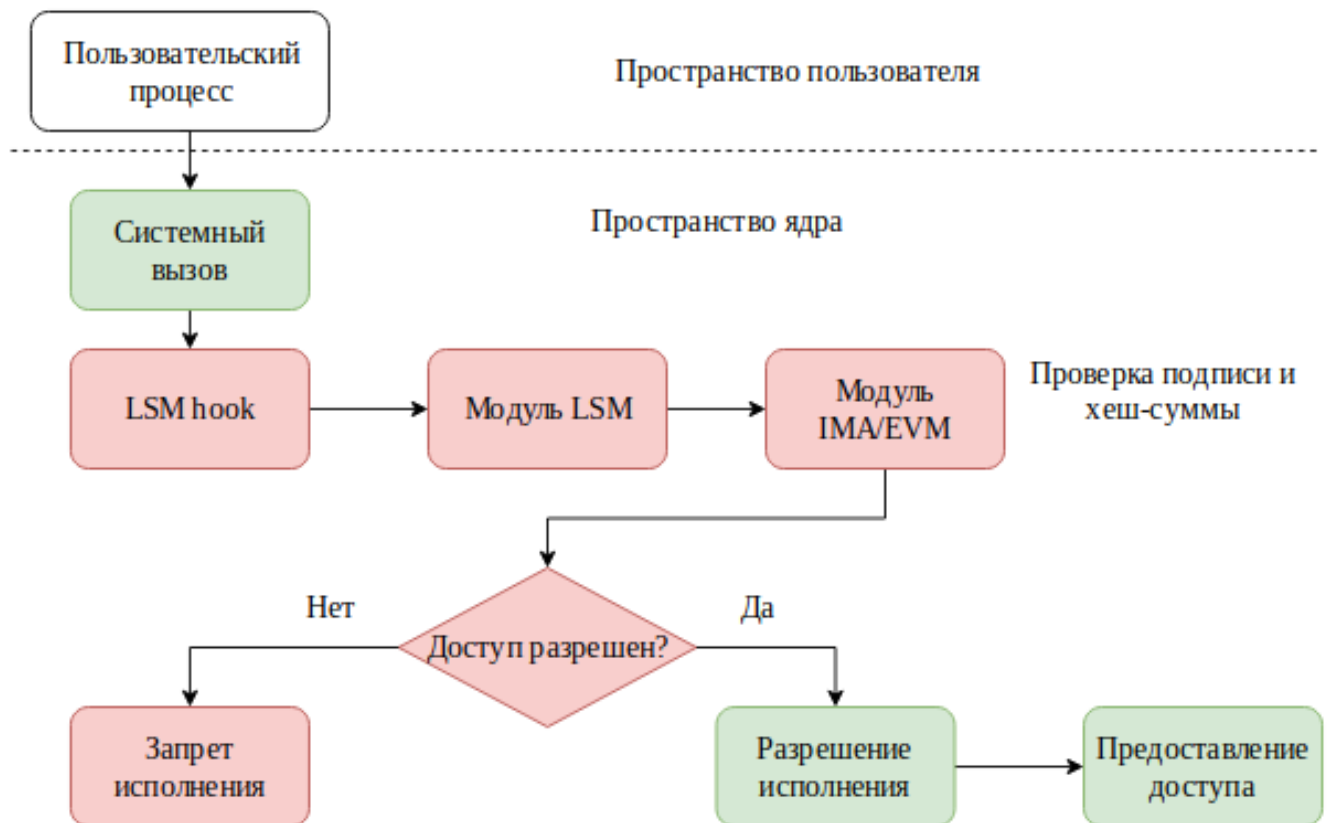 Пользовательский
процесс
Пространство пользователя
Системный
вызов
Пространство ядра
LSM hook
Модуль LSM
Модуль
IMA/EVM
Проверка подписи и
хеш-суммы
Нет
Да
Доступ разрешен?
Запрет
исполнения
Разрешение
исполнения
Предоставление
доступа